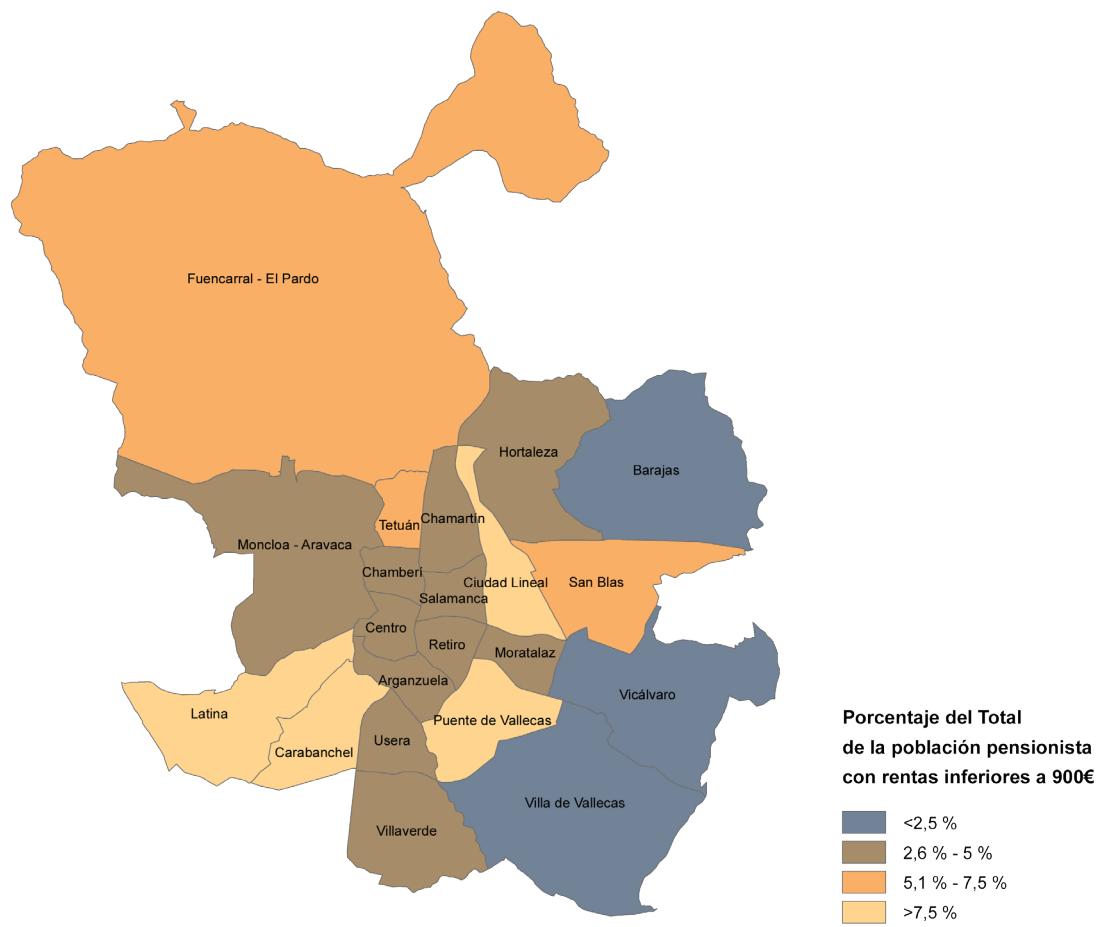 Fuencarral - El Pardo
Hortaleza
Barajas
Tetuán
Chamartín
Moncloa - Aravaca
Chamberí
Ciudad Lineal
San Blas
Salamanca
Centro
Retiro
Moratalaz
Arganzuela
Vicálvaro
Latina
Puente de Vallecas
Usera
Carabanchel
Villa de Vallecas
Villaverde
Porcentaje del Total
de la población pensionista
con rentas inferiores a 900€
<2,5 %
2,6 % - 5 %
5,1 % - 7,5 %
>7,5 %